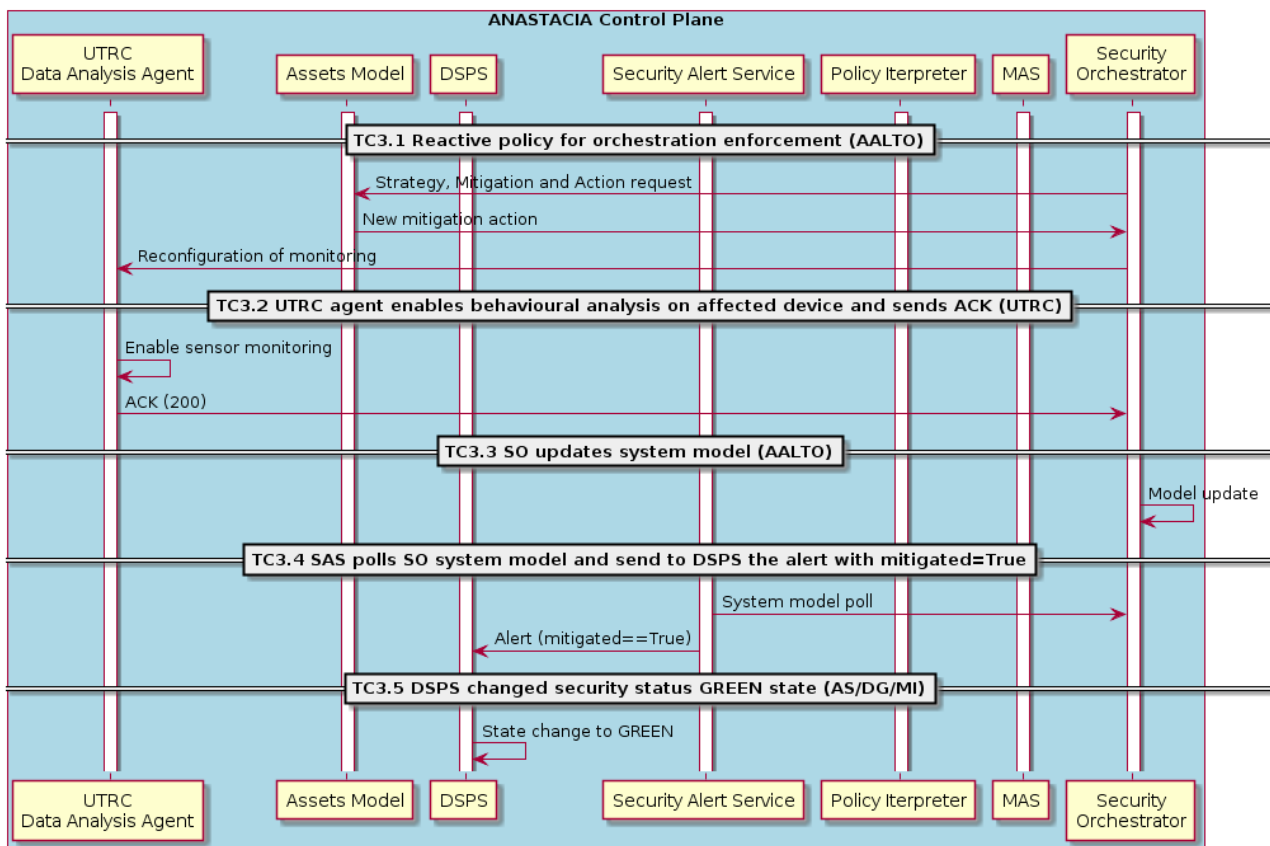 ANASTACIA Control Plane
UTRC
Data Analysis Agent
Assets Model
DSPS
Security Alert Service
Policy Iterpreter
MAS
Security
Orchestrator
TC3.1 Reactive policy for orchestration enforcement (AALTO)
Strategy, Mitigation and Action request
New mitigation action
Reconfiguration of monitoring
TC3.2 UTRC agent enables behavioural analysis on affected device and sends ACK (UTRC)
Enable sensor monitoring
ACK (200)
TC3.3 SO updates system model (AALTO)
Model update
TC3.4 SAS polls SO system model and send to DSPS the alert with mitigated=True
System model poll
Alert (mitigated==True)
TC3.5 DSPS changed security status GREEN state (AS/DG/MI)
State change to GREEN
UTRC
Data Analysis Agent
Assets Model
DSPS
Security Alert Service
Policy Iterpreter
MAS
Security
Orchestrator